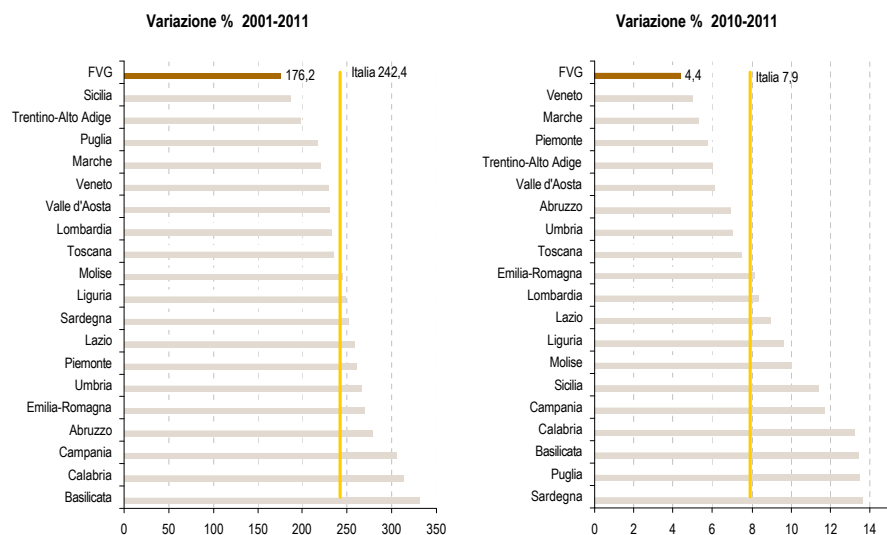 Variazione % 2001-2011
FVG
176,2
Italia 242,4
Sicilia
Trentino-Alto Adige
Puglia
Marche
Veneto
Valle d'Aosta
Lombardia
Toscana
Molise
Liguria
Sardegna
Lazio
Piemonte
Umbria
Emilia-Romagna
Abruzzo
Campania
Calabria
Basilicata
0 50 100 150 200 250 300 350
Variazione % 2010-2011
FVG
4,4
Italia 7,9
Veneto
Marche
Piemonte
Trentino-Alto Adige
Valle d'Aosta
Abruzzo
Umbria
Toscana
Emilia-Romagna
Lombardia
Lazio
Liguria
Molise
Sicilia
Campania
Calabria
Basilicata
Puglia
Sardegna
0 2 4 6 8 10 12 14